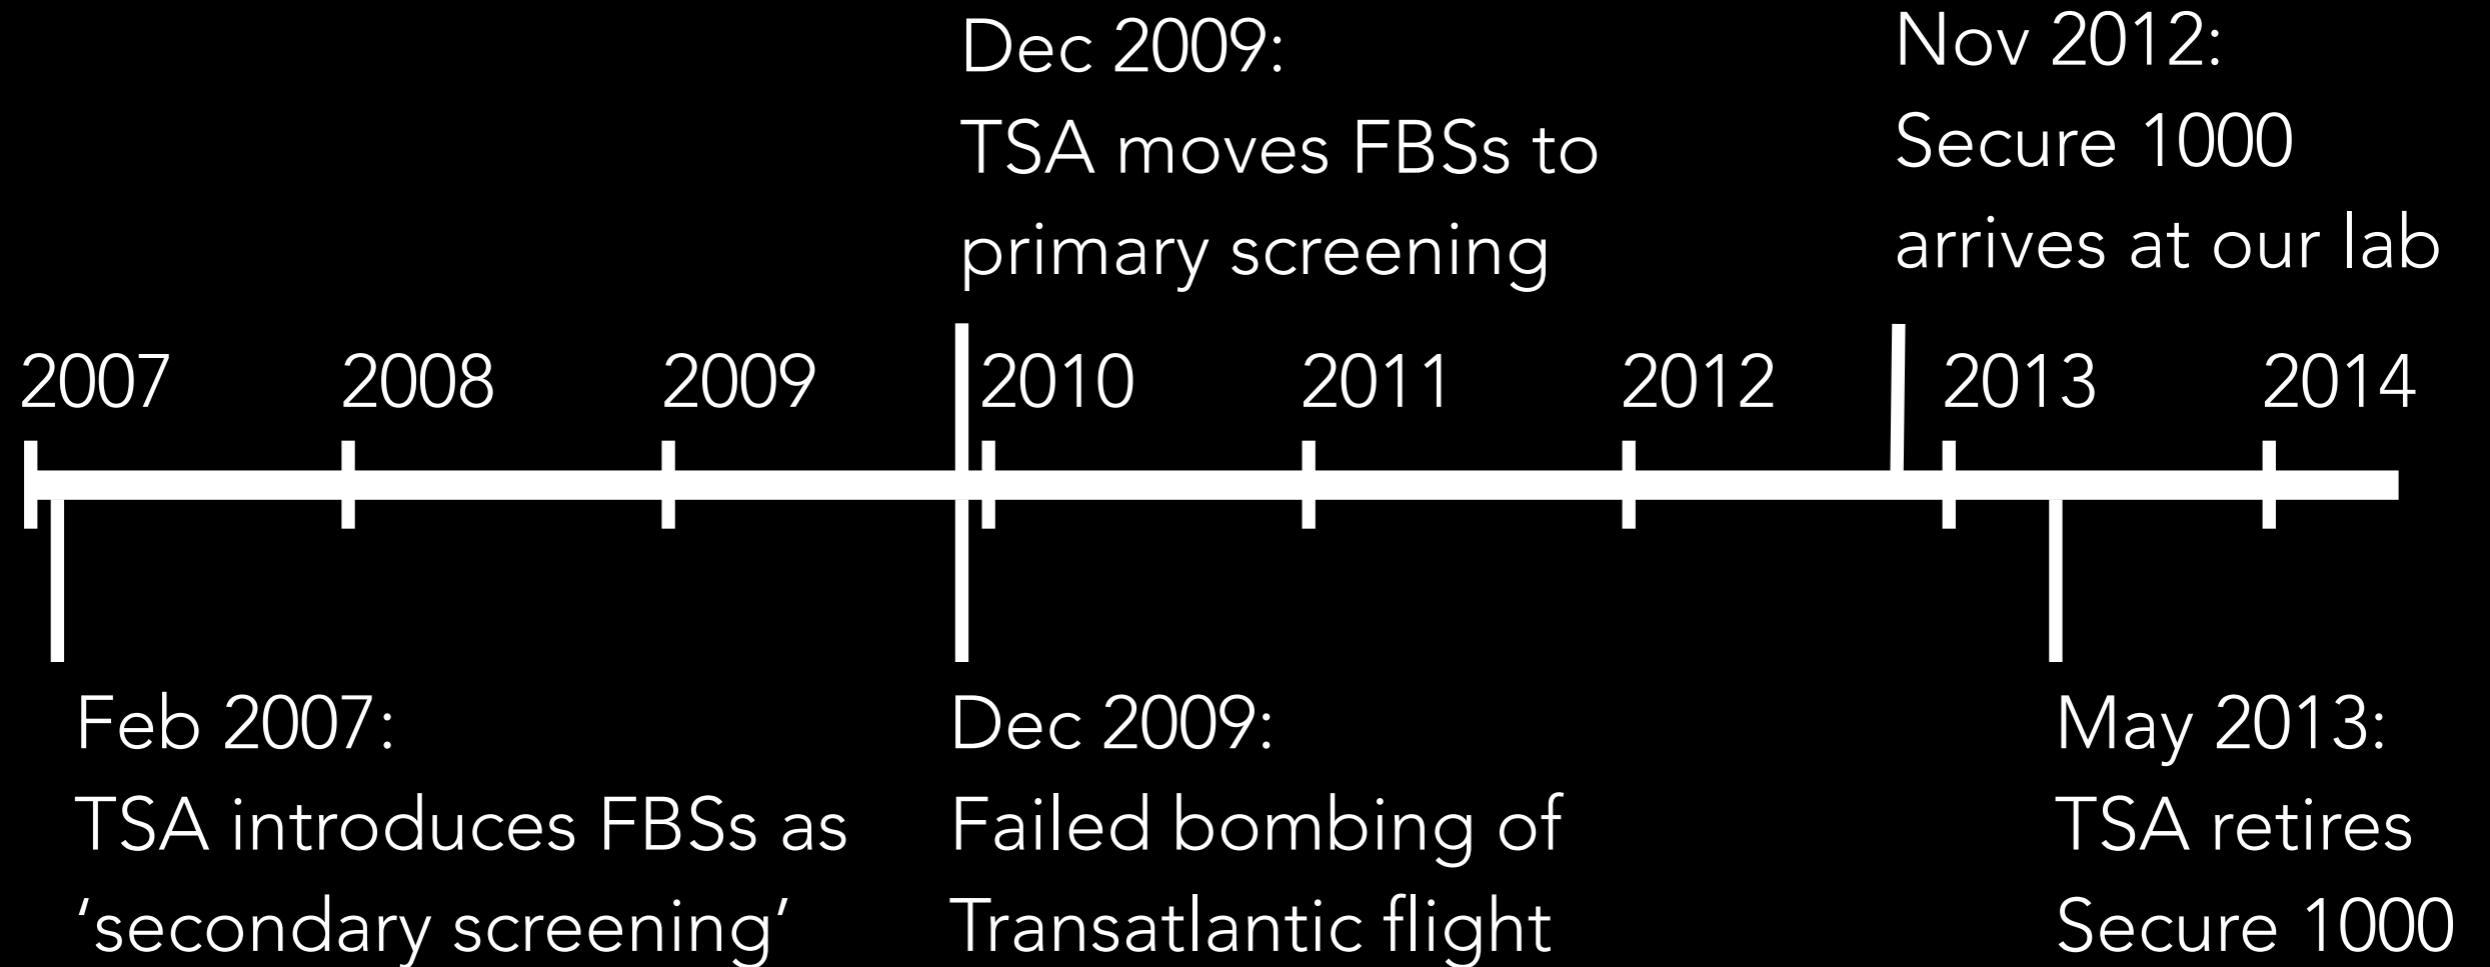 Dec 2009:
TSA moves FBSs to
primary screening
Nov 2012:
Secure 1000
arrives at our lab
2007 2008 2009 2010 2011 2012 2013 2014
Feb 2007:
TSA introduces FBSs as
‘secondary screening’
Dec 2009:
Failed bombing of
Transatlantic flight
May 2013:
TSA retires
Secure 1000